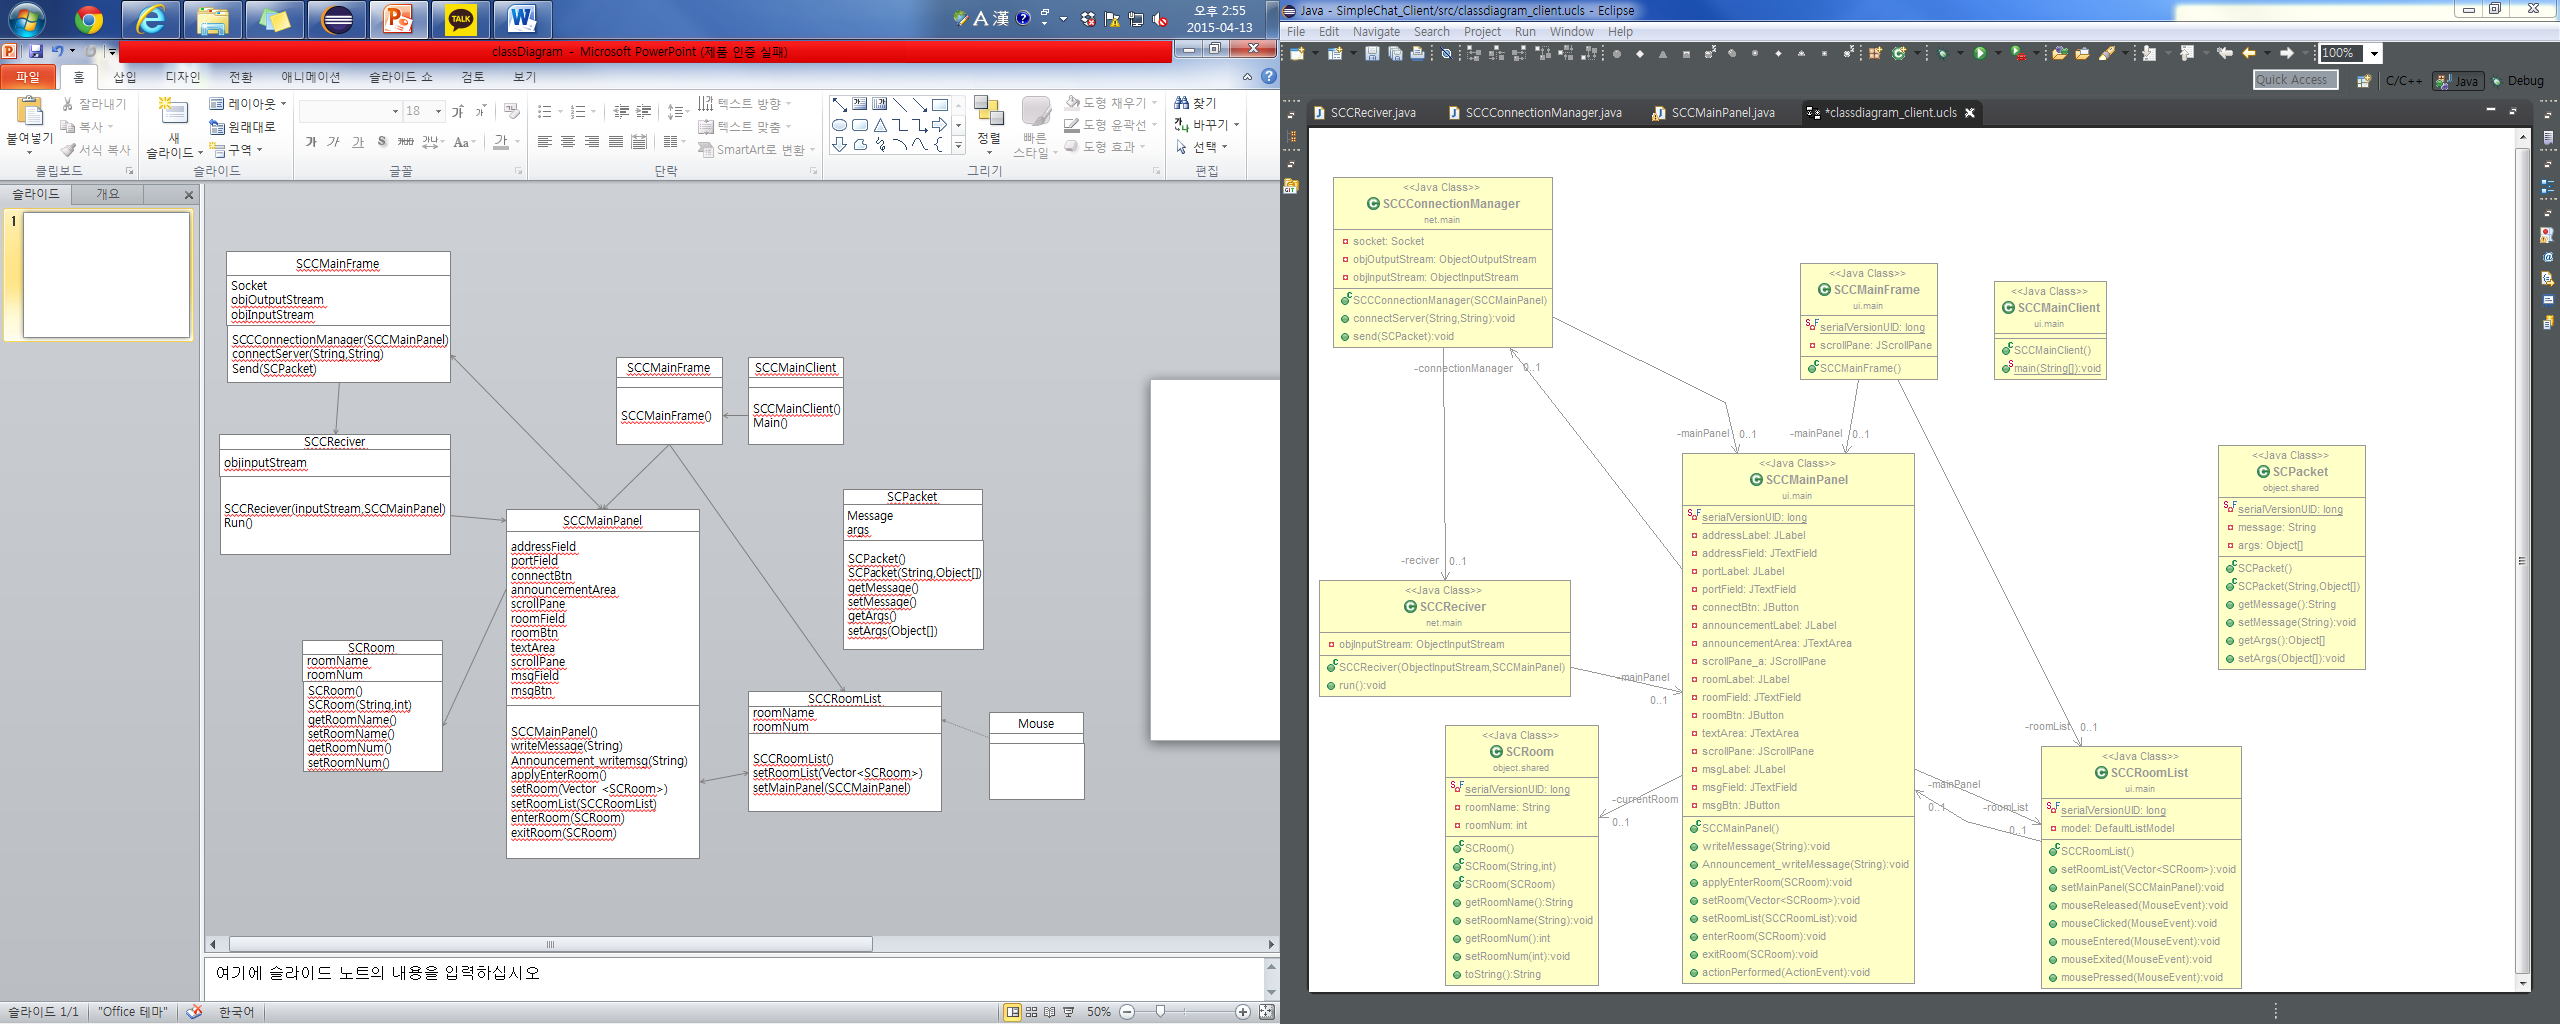 오후 2:55
2015-04-13
TALK
A 漢
classDiagram - Microsoft PowerPoint (제품 인증 실패)
파일 홈 삽입 디자인 전환 애니메이션 슬라이드 쇼 검토 보기
붙여넣기
잘라내기
복사
서식 복사
클립보드
새 슬라이드
레이아웃
원래대로
구역
슬라이드
18
가 가 가 S 가나 Aa 가
글꼴
텍스트 방향
텍스트 맞춤
SmartArt로 변환
단락
정렬
빠른 스타일
도형 채우기
도형 윤곽선
도형 효과
그리기
찾기
바꾸기
선택
편집
슬라이드 개요
1
SCCMainFrame
Socket
objOutputStream
objInputStream
SCCConnectionManager(SCCMainPanel)
connectServer(String,String)
Send(SCPacket)
SCCReciver
objinputStream
SCCReciever(inputStream,SCCMainPanel)
Run()
SCRoom
roomName
roomNum
SCRoom()
SCRoom(String,int)
getRoomName()
setRoomName()
getRoomNum()
setRoomNum()
SCCMainFrame
SCCMainFrame()
SCCMainClient
SCCMainClient()
Main()
SCCMainPanel
addressField
portField
connectBtn
announcementArea
scrollPane
roomField
roomBtn
textArea
scrollPane
msgField
msgBtn
SCCMainPanel()
writeMessage(String)
Announcement_writemsg(String)
applyEnterRoom()
setRoom(Vector <SCRoom>)
setRoomList(SCCRoomList)
enterRoom(SCRoom)
exitRoom(SCRoom)
SCPacket
Message
args
SCPacket()
SCPacket(String,Object[])
getMessage()
setMessage()
getArgs()
setArgs(Object[])
SCCRoomList
roomName
roomNum
SCCRoomList()
setRoomList(Vector<SCRoom>)
setMainPanel(SCCMainPanel)
Mouse
여기에 슬라이드 노트의 내용을 입력하십시오
슬라이드 1/1 "Office 테마" 한국어 50%
Java - SimpleChat_Client/src/classdiagram_client.ucls - Eclipse
File Edit Navigate Search Project Run Window Help
100%
Quick Access C/C++ Java Debug
SCCReciver.java SCCConnectionManager.java SCCMainPanel.java *classdiagram_client.ucls
<<Java Class>>
SCCConnectionManager
net.main
socket: Socket
objOutputStream: ObjectOutputStream
objInputStream: ObjectInputStream
SCCConnectionManager(SCCMainPanel)
connectServer(String,String):void
send(SCPacket):void
-connectionManager 0..1
<<Java Class>>
SCCMainFrame
ui.main
serialVersionUID: long
scrollPane: JScrollPane
SCCMainFrame()
<<Java Class>>
SCCMainClient
ui.main
SCCMainClient()
main(String[]):void
-mainPanel 0..1
-mainPanel 0..1
<<Java Class>>
SCCMainPanel
ui.main
serialVersionUID: long
addressLabel: JLabel
addressField: JTextField
portLabel: JLabel
portField: JTextField
connectBtn: JButton
announcementLabel: JLabel
announcementArea: JTextArea
scrollPane_a: JScrollPane
roomLabel: JLabel
roomField: JTextField
roomBtn: JButton
textArea: JTextArea
scrollPane: JScrollPane
msgLabel: JLabel
msgField: JTextField
msgBtn: JButton
SCCMainPanel()
writeMessage(String):void
Announcement_writeMessage(String):void
applyEnterRoom(SCRoom):void
setRoom(Vector<SCRoom>):void
setRoomList(SCCRoomList):void
enterRoom(SCRoom):void
exitRoom(SCRoom):void
actionPerformed(ActionEvent):void
-reciver 0..1
<<Java Class>>
SCCReciver
net.main
objInputStream: ObjectInputStream
SCCReciver(ObjectInputStream,SCCMainPanel)
run():void
-mainPanel
0..1
<<Java Class>>
SCRoom
object.shared
serialVersionUID: long
roomName: String
roomNum: int
SCRoom()
SCRoom(String,int)
SCRoom(SCRoom)
getRoomName():String
setRoomName(String):void
getRoomNum():int
setRoomNum(int):void
toString():String
-currentRoom
0..1
<<Java Class>>
SCPacket
object.shared
serialVersionUID: long
message: String
args: Object[]
SCPacket()
SCPacket(String,Object[])
getMessage():String
setMessage(String):void
getArgs():Object[]
setArgs(Object[]):void
-roomList 0..1
-mainPanel
0..1
-roomList
0..1
<<Java Class>>
SCCRoomList
ui.main
serialVersionUID: long
model: DefaultListModel
SCCRoomList()
setRoomList(Vector<SCRoom>):void
setMainPanel(SCCMainPanel):void
mouseReleased(MouseEvent):void
mouseClicked(MouseEvent):void
mouseEntered(MouseEvent):void
mouseExited(MouseEvent):void
mousePressed(MouseEvent):void